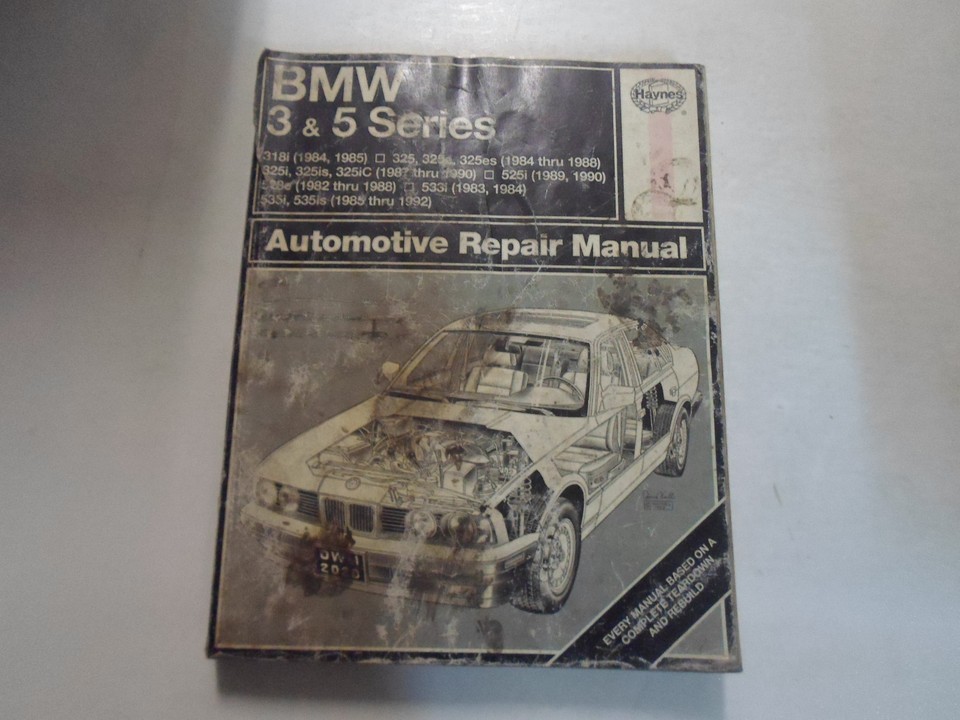 BMW
3 & 5 Series
Haynes
318i (1984, 1985) □ 325, 325es (1984 thru 1988)
325i, 325is, 325iC (198 thru 1990) □ 525i (1989, 1990)
(1982 thru 1988) □ 533i (1983, 1984)
535i, 535is (1985 thru 1992)
Automotive Repair Manual
EVERY MANUAL BASED ON A
COMPLETE TEARDOWN
AND REBUILD